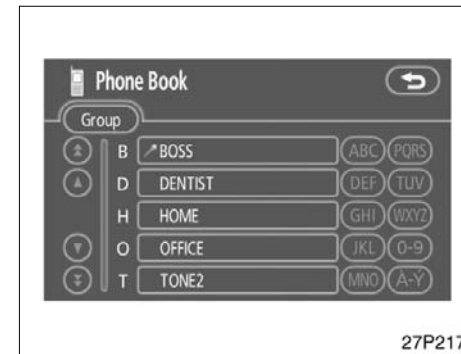 Phone Book
Group
B BOSS ABC PQRS
D DENTIST DEF TUV
H HOME GHI WXYZ
O OFFICE JKL 0-9
T TONE2 MNO À-Ý
27P217